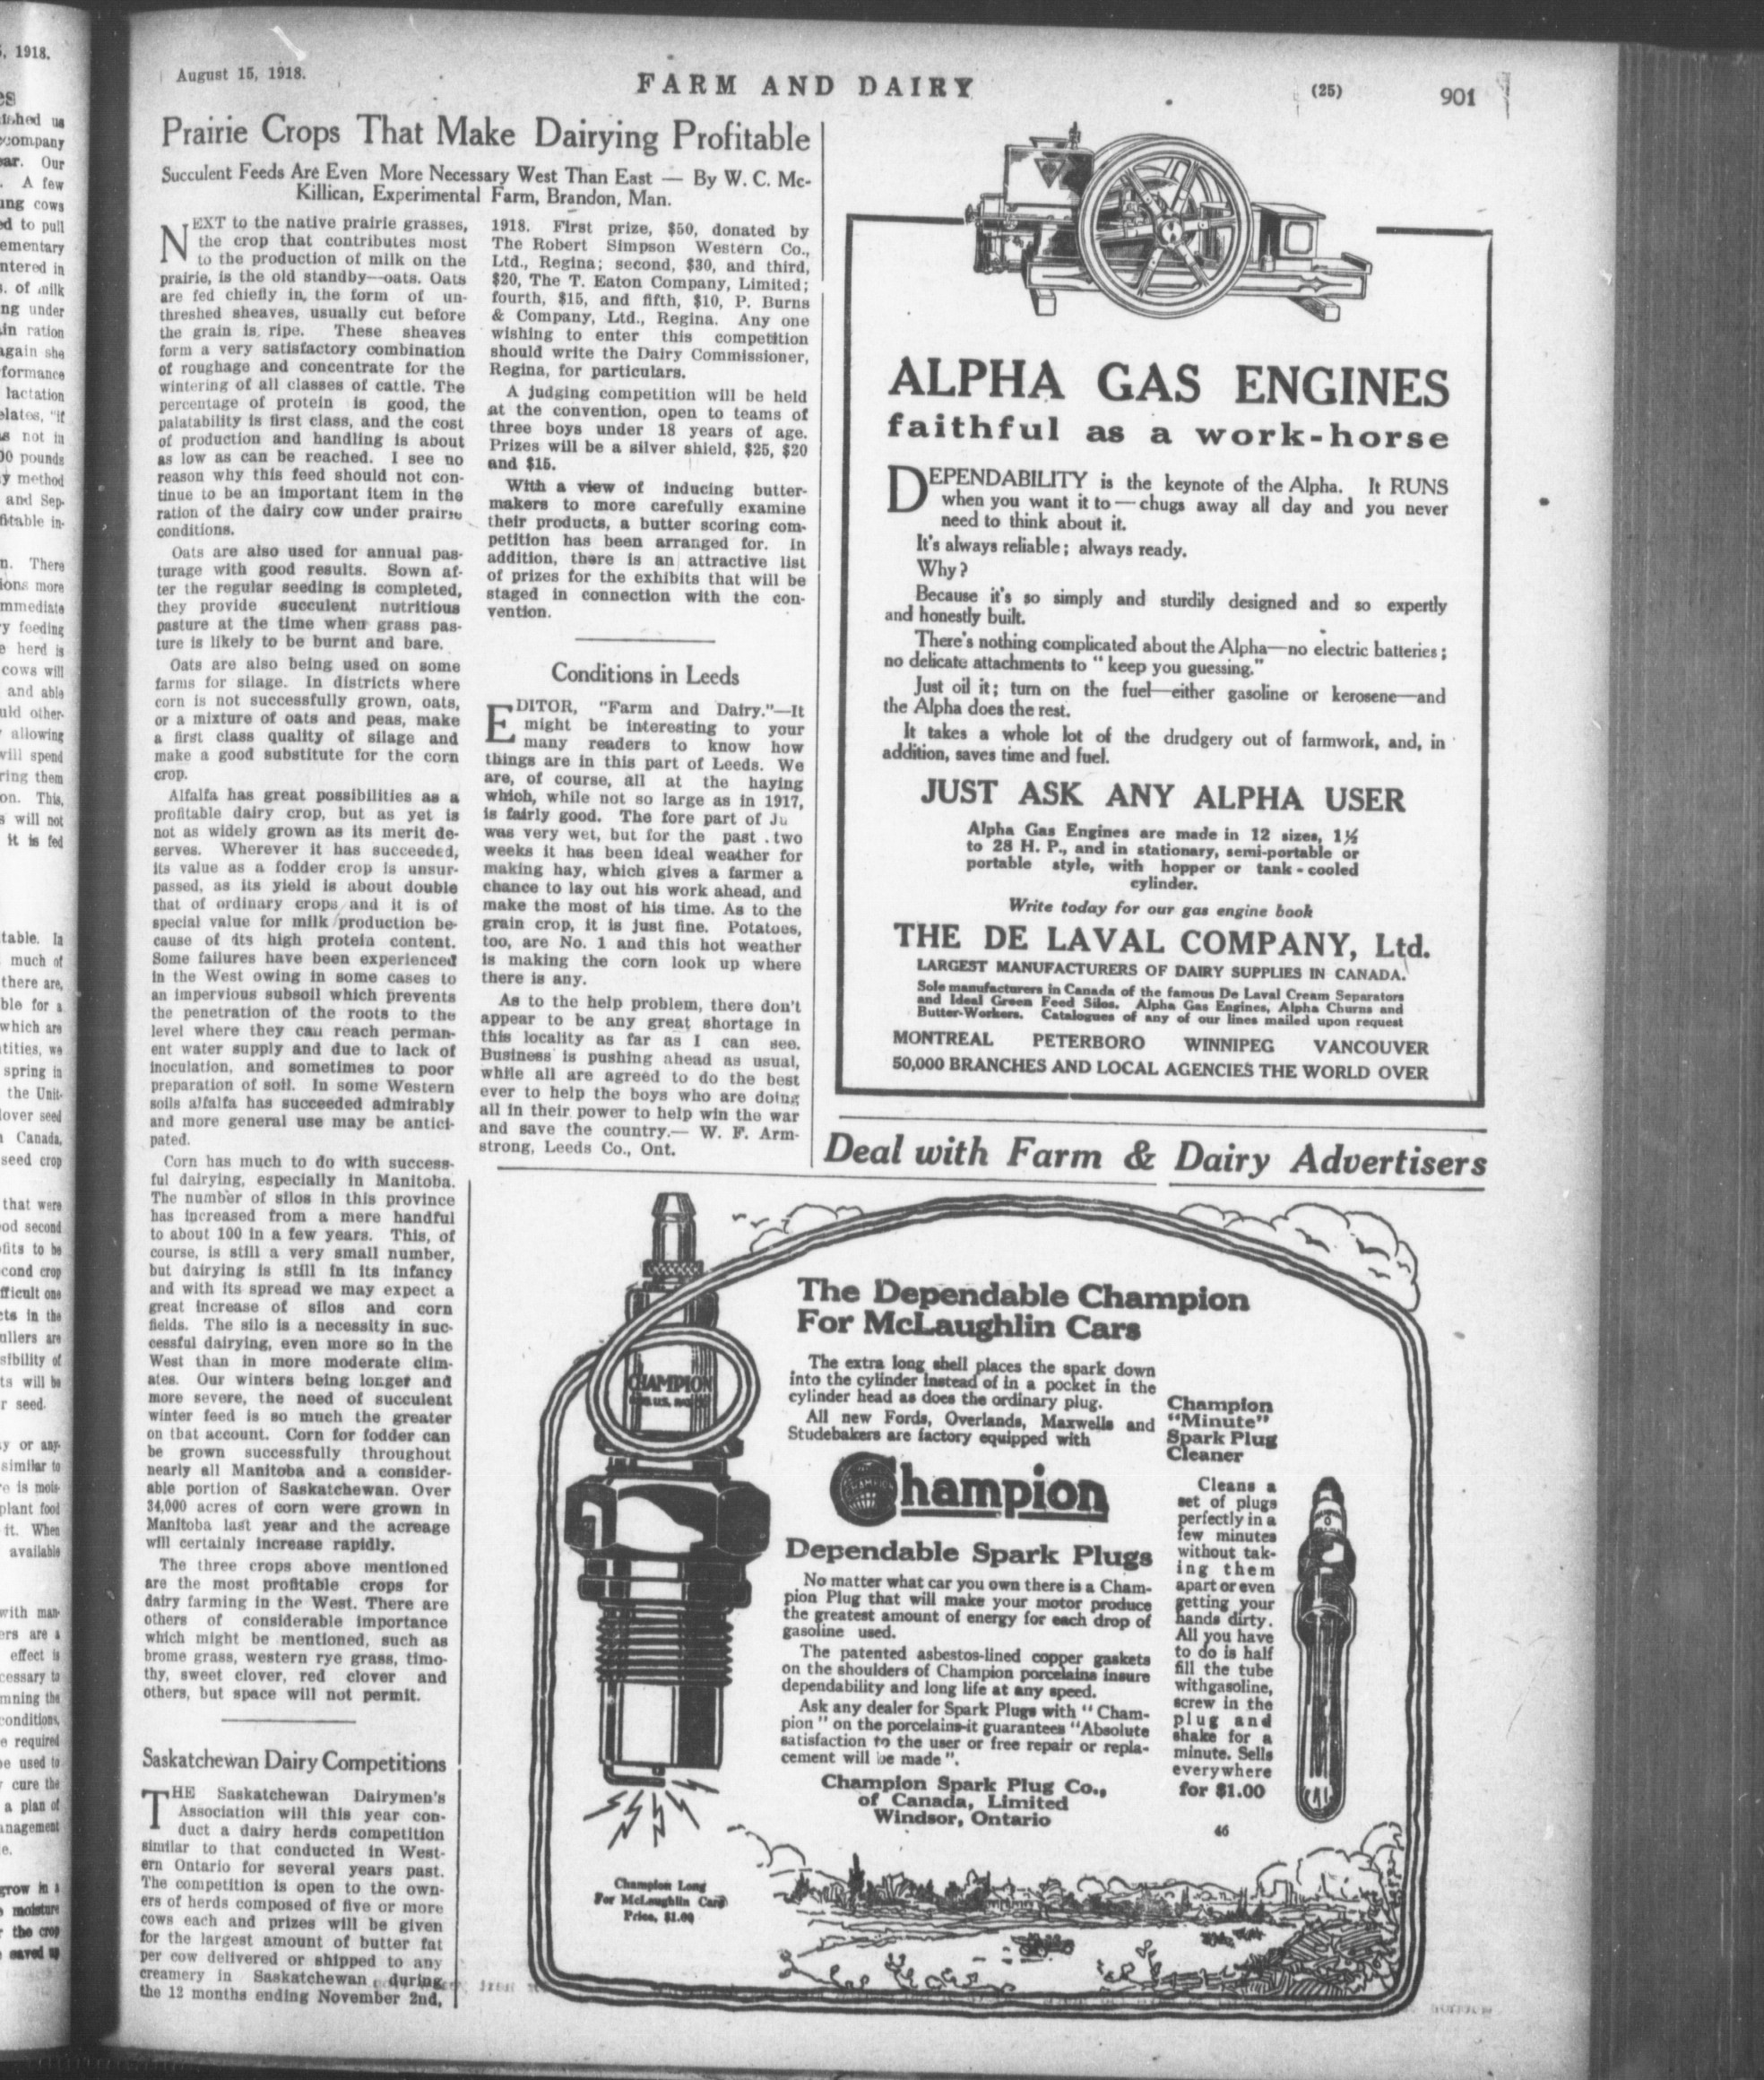 August 15, 1918.
FARM AND DAIRY
(25)
901
Prairie Crops That Make Dairying Profitable
Succulent Feeds Are Even More Necessary West Than East — By W. C. Mc-
Killican, Experimental Farm, Brandon, Man.
NEXT to the native prairie grasses,
the crop that contributes most
to the production of milk on the
prairie, is the old standby—oats. Oats
are fed chiefly in the form of un-
threshed sheaves, usually cut before
the grain is ripe. These sheaves
form a very satisfactory combination
of roughage and concentrate for the
wintering of all classes of cattle. The
percentage of protein is good, the
palatability is first class, and the cost
of production and handling is about
as low as can be reached. I see no
reason why this feed should not con-
tinue to be an important item in the
ration of the dairy cow under prairie
conditions.
Oats are also used for annual pas-
turage with good results. Sown af-
ter the regular seeding is completed,
they provide succulent nutritious
pasture at the time when grass pas-
ture is likely to be burnt and bare.
Oats are also being used on some
farms for silage. In districts where
corn is not successfully grown, oats,
or a mixture of oats and peas, make
a first class quality of silage and
make a good substitute for the corn
crop.
Alfalfa has great possibilities as a
profitable dairy crop, but as yet is
not as widely grown as its merit de-
serves. Wherever it has succeeded,
its value as a fodder crop is unsur-
passed, as its yield is about double
that of ordinary crops and it is of
special value for milk production be-
cause of its high protein content.
Some failures have been experienced
in the West owing in some cases to
an impervious subsoil which prevents
the penetration of the roots to the
level where they can reach perman-
ent water supply and due to lack of
inoculation, and sometimes to poor
preparation of soil. In some Western
soils alfalfa has succeeded admirably
and more general use may be antici-
pated.
Corn has much to do with success-
ful dairying, especially in Manitoba.
The number of silos in this province
has increased from a mere handful
to about 100 in a few years. This, of
course, is still a very small number,
but dairying is still in its infancy
and with its spread we may expect a
great increase of silos and corn
fields. The silo is a necessity in suc-
cessful dairying, even more so in the
West than in more moderate clim-
ates. Our winters being longer and
more severe, the need of succulent
winter feed is so much the greater
on that account. Corn for fodder can
be grown successfully throughout
nearly all Manitoba and a consider-
able portion of Saskatchewan. Over
34,000 acres of corn were grown in
Manitoba last year and the acreage
will certainly increase rapidly.
The three crops above mentioned
are the most profitable crops for
dairy farming in the West. There are
others of considerable importance
which might be mentioned, such as
brome grass, western rye grass, timo-
thy, sweet clover, red clover and
others, but space will not permit.
Saskatchewan Dairy Competitions
THE Saskatchewan Dairymen's
Association will this year con-
duct a dairy herds competition
similar to that conducted in West-
ern Ontario for several years past.
The competition is open to the own-
ers of herds composed of five or more
cows each and prizes will be given
for the largest amount of butter fat
per cow delivered or shipped to any
creamery in Saskatchewan during
the 12 months ending November 2nd,
1918. First prize, $50, donated by
The Robert Simpson Western Co.,
Ltd., Regina; second, $30, and third,
$20, The T. Eaton Company, Limited;
fourth, $15, and fifth, $10, P. Burns
& Company, Ltd., Regina. Any one
wishing to enter this competition
should write the Dairy Commissioner,
Regina, for particulars.
A judging competition will be held
at the convention, open to teams of
three boys under 18 years of age.
Prizes will be a silver shield, $25, $20
and $15.
With a view of inducing butter-
makers to more carefully examine
their products, a butter scoring com-
petition has been arranged for. In
addition, there is an attractive list
of prizes for the exhibits that will be
staged in connection with the con-
vention.
Conditions in Leeds
EDITOR, "Farm and Dairy."—It
might be interesting to your
many readers to know how
things are in this part of Leeds. We
are, of course, all at the haying
which, while not so large as in 1917,
is fairly good. The fore part of Ju
was very wet, but for the past two
weeks it has been ideal weather for
making hay, which gives a farmer a
chance to lay out his work ahead, and
make the most of his time. As to the
grain crop, it is just fine. Potatoes,
too, are No. 1 and this hot weather
is making the corn look up where
there is any.
As to the help problem, there don't
appear to be any great shortage in
this locality as far as I can see.
Business is pushing ahead as usual,
while all are agreed to do the best
ever to help the boys who are doing
all in their power to help win the war
and save the country.— W. F. Arm-
strong, Leeds Co., Ont.
ALPHA GAS ENGINES
faithful as a work-horse
DEPENDABILITY is the keynote of the Alpha. It RUNS
when you want it to — chugs away all day and you never
need to think about it.
It's always reliable; always ready.
Why?
Because it's so simply and sturdily designed and so expertly
and honestly built.
There's nothing complicated about the Alpha—no electric batteries;
no delicate attachments to "keep you guessing."
Just oil it; turn on the fuel—either gasoline or kerosene—and
the Alpha does the rest.
It takes a whole lot of the drudgery out of farmwork, and, in
addition, saves time and fuel.
JUST ASK ANY ALPHA USER
Alpha Gas Engines are made in 12 sizes, 1½
to 28 H. P., and in stationary, semi-portable or
portable style, with hopper or tank-cooled
cylinder.
Write today for our gas engine book
THE DE LAVAL COMPANY, Ltd.
LARGEST MANUFACTURERS OF DAIRY SUPPLIES IN CANADA.
Sole manufacturers in Canada of the famous De Laval Cream Separators
and Ideal Green Feed Silos. Alpha Gas Engines, Alpha Churns and
Butter-Workers. Catalogues of any of our lines mailed upon request
MONTREAL PETERBORO WINNIPEG VANCOUVER
50,000 BRANCHES AND LOCAL AGENCIES THE WORLD OVER
Deal with Farm & Dairy Advertisers
CHAMPION
The Dependable Champion
For McLaughlin Cars
The extra long shell places the spark down
into the cylinder instead of in a pocket in the
cylinder head as does the ordinary plug.
All new Fords, Overlands, Maxwells and
Studebakers are factory equipped with
Champion
Dependable Spark Plugs
No matter what car you own there is a Cham-
pion Plug that will make your motor produce
the greatest amount of energy for each drop of
gasoline used.
The patented asbestos-lined copper gaskets
on the shoulders of Champion porcelains insure
dependability and long life at any speed.
Ask any dealer for Spark Plugs with "Cham-
pion" on the porcelains-it guarantees "Absolute
satisfaction to the user or free repair or repla-
cement will be made".
Champion Spark Plug Co.,
of Canada, Limited
Windsor, Ontario
Champion
"Minute"
Spark Plug
Cleaner
Cleans a
set of plugs
perfectly in a
few minutes
without tak-
ing them
apart or even
getting your
hands dirty.
All you have
to do is half
fill the tube
withgasoline,
screw in the
plug and
shake for a
minute. Sells
everywhere
for $1.00
46
Champion Long
For McLaughlin Cars
Price, $1.00